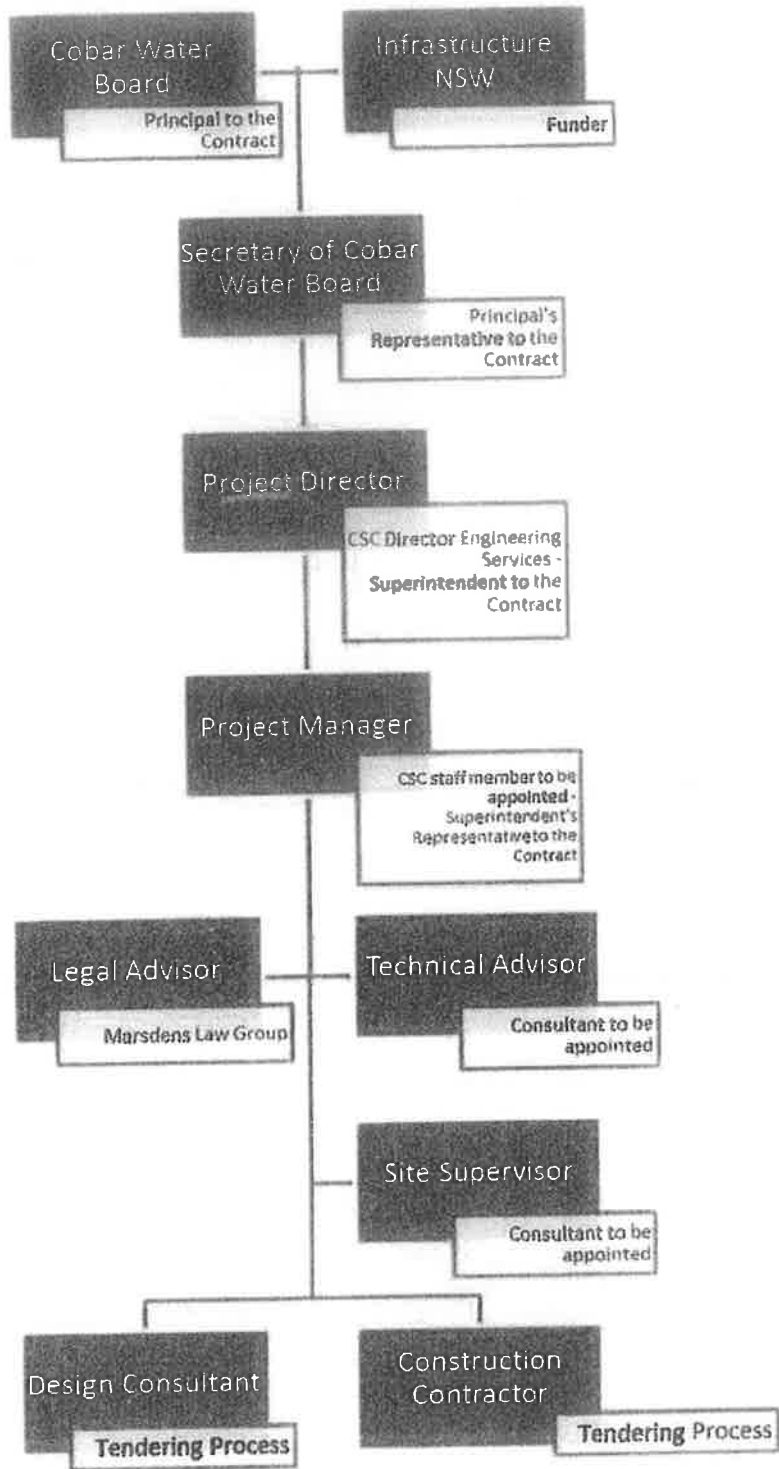 Cobar Water
Board
Principal to the
Contract
Infrastructure
NSW
Funder
Secretary of Cobar
Water Board
Principal's
Representative to the
Contract
Project Director
CSC Director Engineering
Services -
Superintendent to the
Contract
Project Manager
CSC staff member to be
appointed -
Superintendent's
Representative to the
Contract
Legal Advisor
Marsdens Law Group
Technical Advisor
Consultant to be
appointed
Site Supervisor
Consultant to be
appointed
Design Consultant
Tendering Process
Construction
Contractor
Tendering Process